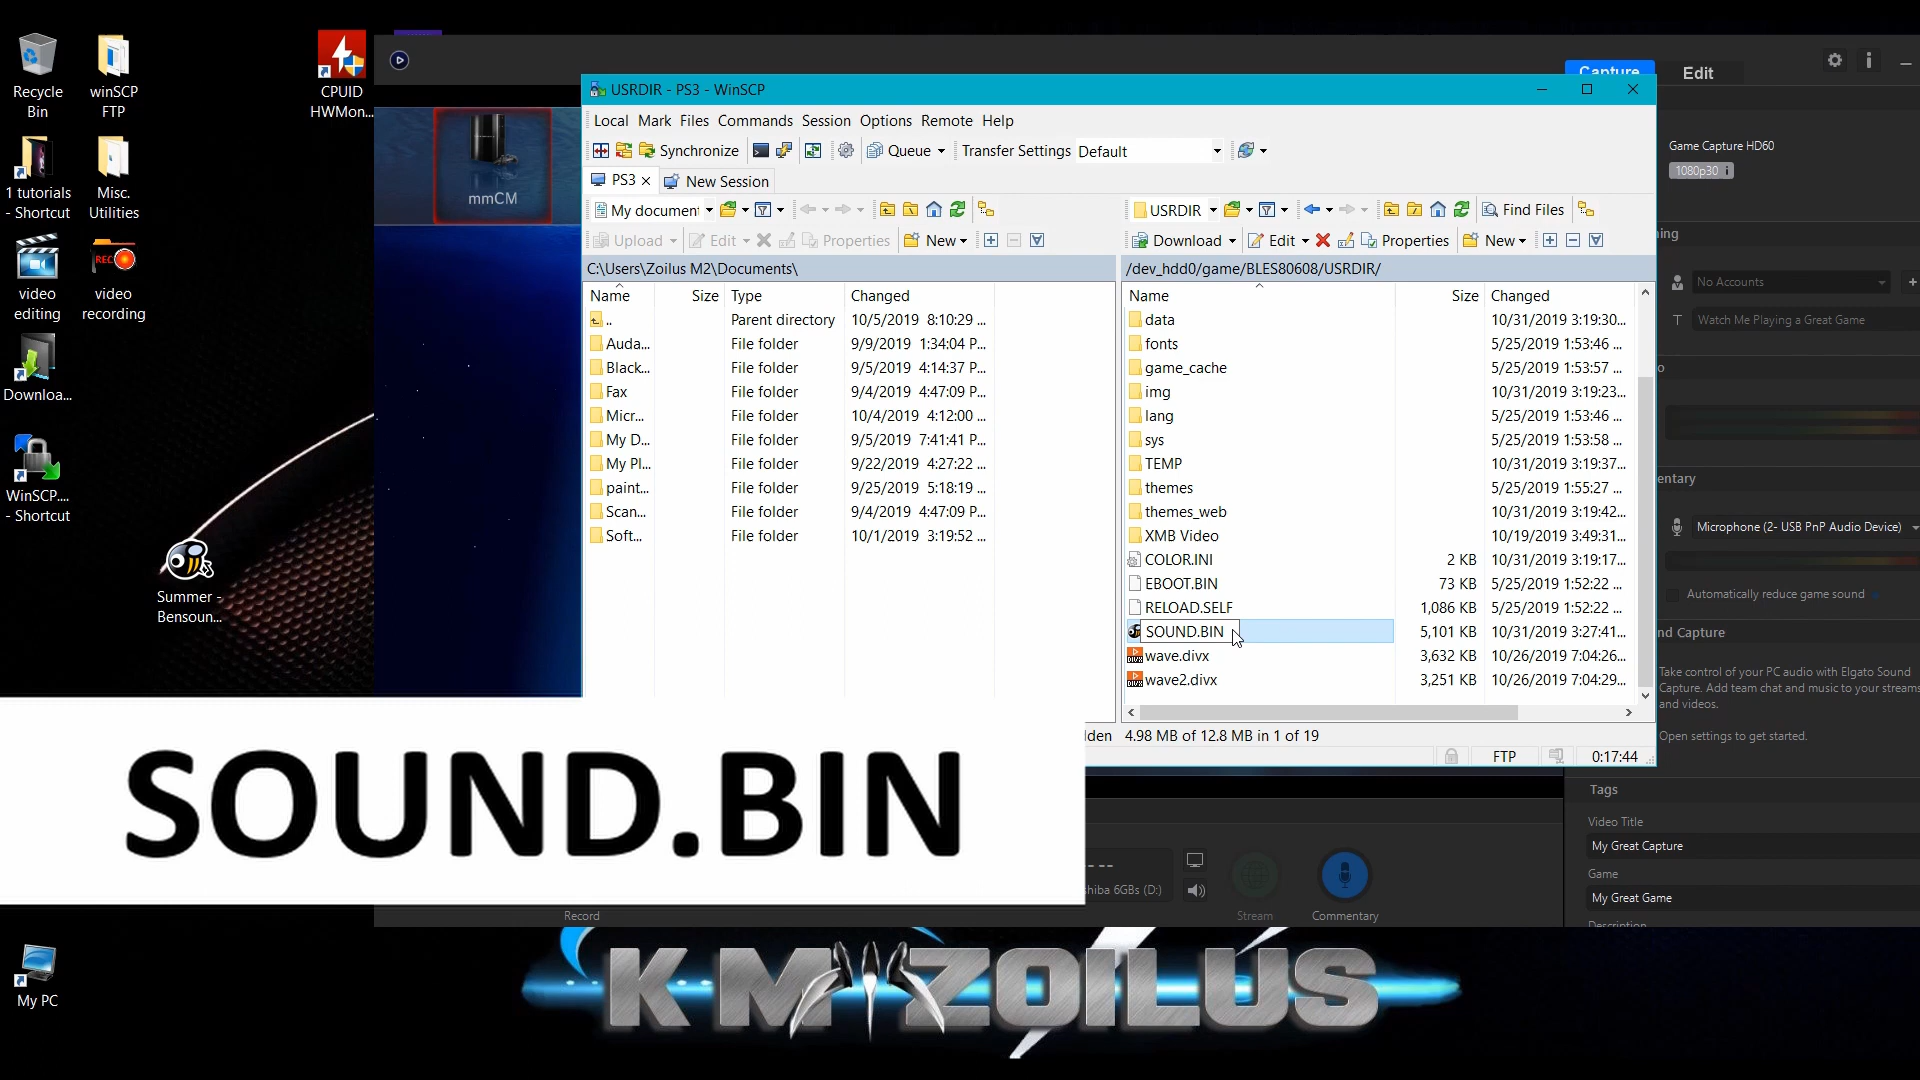 Recycle
Bin
winSCP
FTP
CPUID
HWMon...
1 tutorials
- Shortcut
Misc.
Utilities
video
editing
video
recording
Downloa...
WinSCP....
- Shortcut
Summer -
Bensoun...
My PC
mmCM
Capture
Edit
USRDIR - PS3 - WinSCP
Local Mark Files Commands Session Options Remote Help
Synchronize Queue Transfer Settings Default
PS3 New Session
My document USRDIR Find Files
Upload Edit Properties New Download Edit Properties New
C:\Users\Zoilus M2\Documents\
Name Size Type Changed
.. Parent directory 10/5/2019 8:10:29 ...
Auda... File folder 9/9/2019 1:34:04 P...
Black... File folder 9/5/2019 4:14:37 P...
Fax File folder 9/4/2019 4:47:09 P...
Micr... File folder 10/4/2019 4:12:00 ...
My D... File folder 9/5/2019 7:41:41 P...
My Pl... File folder 9/22/2019 4:27:22 ...
paint... File folder 9/25/2019 5:18:19 ...
Scan... File folder 9/4/2019 4:47:09 P...
Soft... File folder 10/1/2019 3:19:52 ...
/dev_hdd0/game/BLES80608/USRDIR/
Name Size Changed
data 10/31/2019 3:19:30...
fonts 5/25/2019 1:53:46 ...
game_cache 5/25/2019 1:53:57 ...
img 10/31/2019 3:19:23...
lang 5/25/2019 1:53:46 ...
sys 5/25/2019 1:53:58 ...
TEMP 10/31/2019 3:19:37...
themes 5/25/2019 1:55:27 ...
themes_web 10/31/2019 3:19:42...
XMB Video 10/19/2019 3:49:31...
COLOR.INI 2 KB 10/31/2019 3:19:17...
EBOOT.BIN 73 KB 5/25/2019 1:52:22 ...
RELOAD.SELF 1,086 KB 5/25/2019 1:52:22 ...
SOUND.BIN 5,101 KB 10/31/2019 3:27:41...
wave.divx 3,632 KB 10/26/2019 7:04:26...
wave2.divx 3,251 KB 10/26/2019 7:04:29...
dden 4.98 MB of 12.8 MB in 1 of 19
FTP 0:17:44
Game Capture HD60
1080p30 i
ning
No Accounts
T Watch Me Playing a Great Game
o
entary
Microphone (2- USB PnP Audio Device)
Automatically reduce game sound
nd Capture
Take control of your PC audio with Elgato Sound
Capture. Add team chat and music to your streams
and videos.
Open settings to get started.
Tags
Video Title
My Great Capture
Game
My Great Game
Description
SOUND.BIN
---
hiba 6GBs (D:)
Record
Stream
Commentary
KM ZOILUS